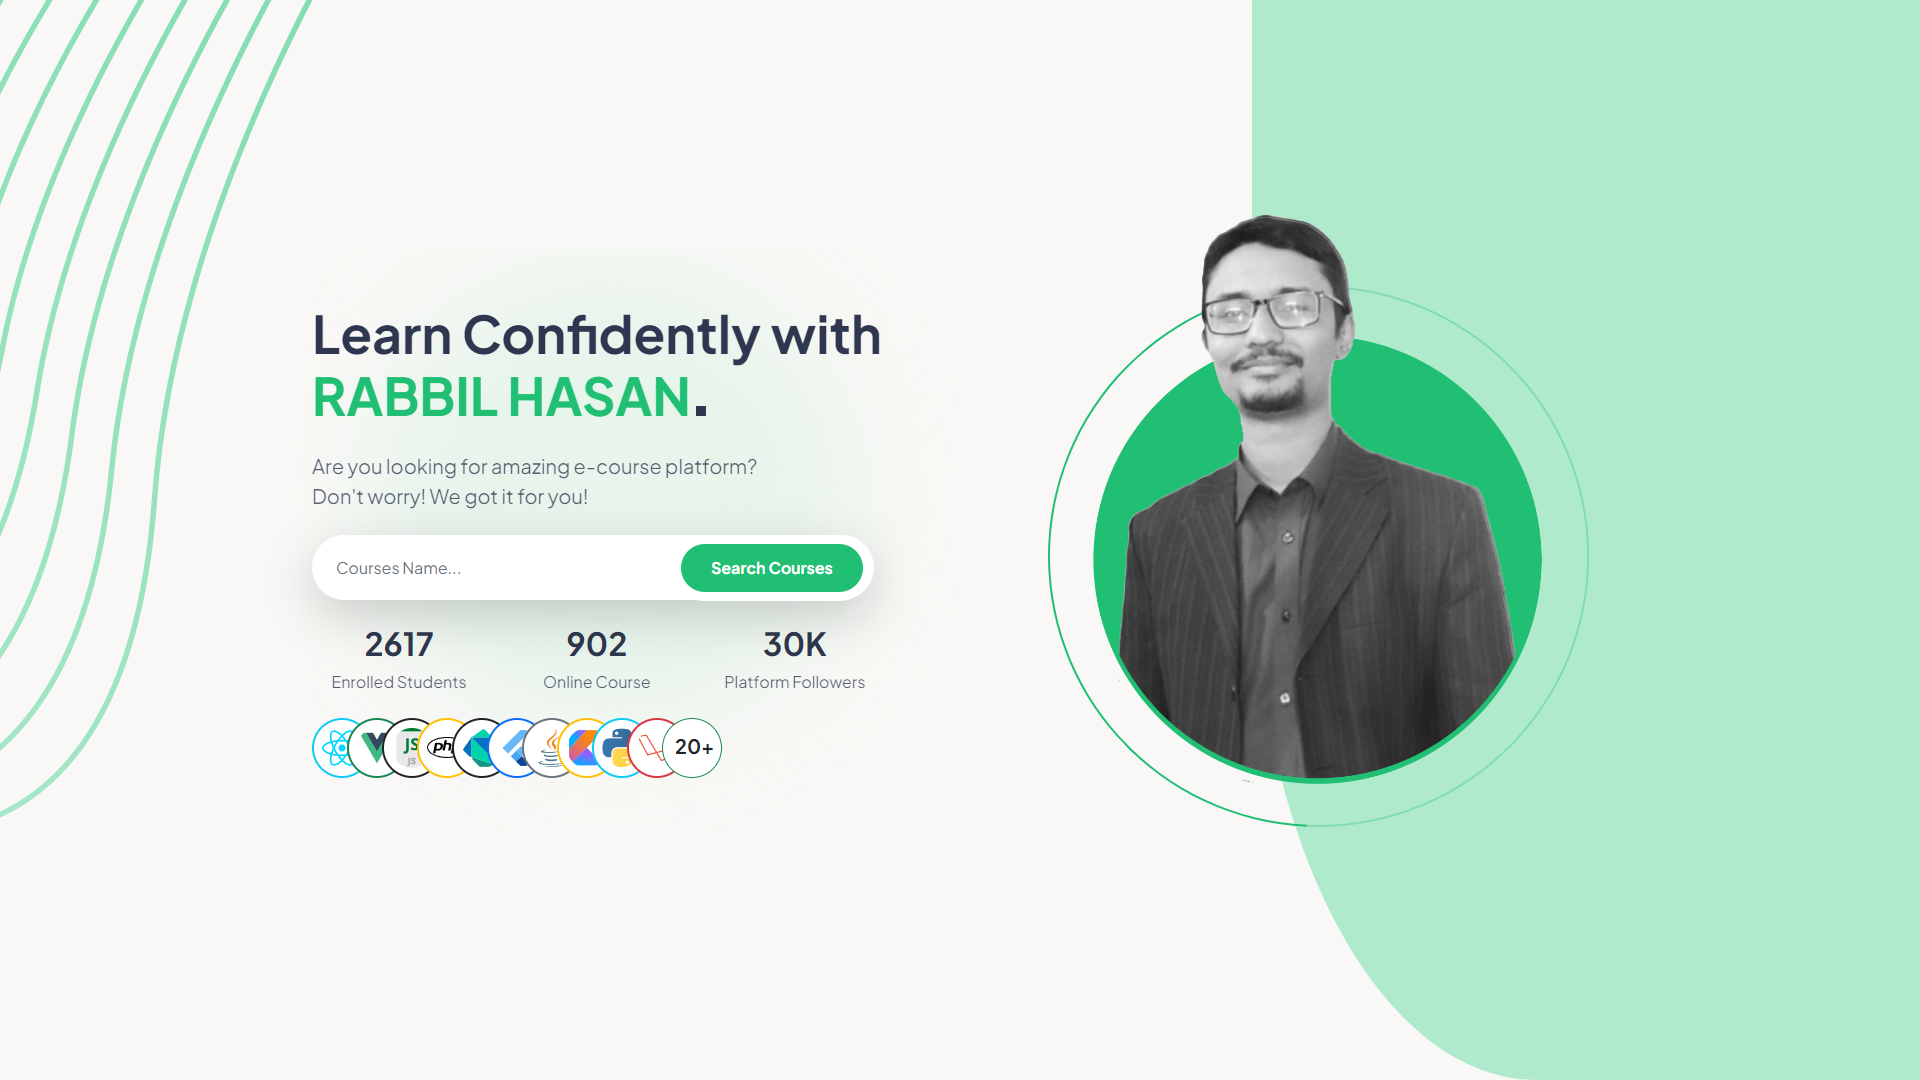 Learn Confidently with
RABBIL HASAN.
Are you looking for amazing e-course platform?
Don't worry! We got it for you!
Courses Name...
Search Courses
2617
902
30K
Enrolled Students
Online Course
Platform Followers
JS
JS
php
20+